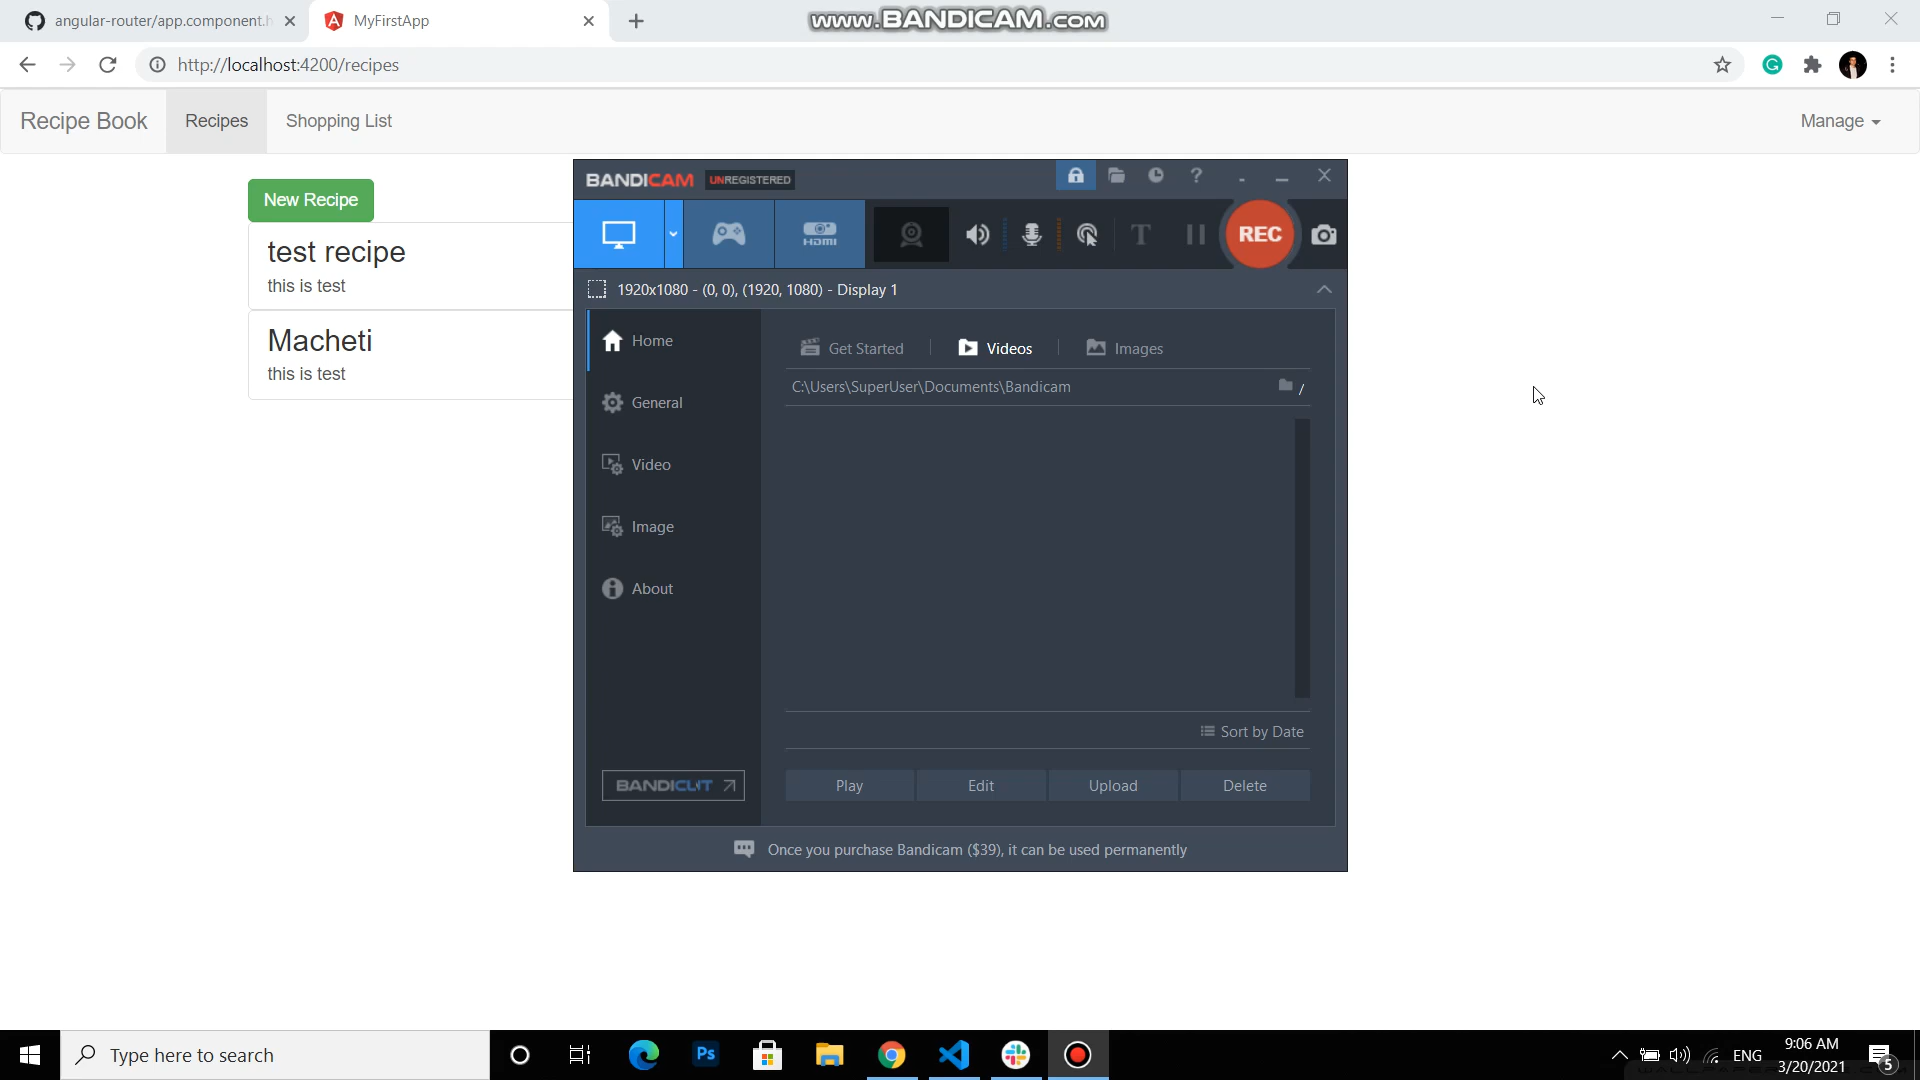 angular-router/app.component.h
MyFirstApp
www.BANDICAM.com
http://localhost:4200/recipes
Recipe Book
Recipes
Shopping List
Manage
New Recipe
test recipe
this is test
Macheti
this is test
BANDICAM UNREGISTERED
HDMI
T
REC
1920x1080 - (0, 0), (1920, 1080) - Display 1
Home
General
Video
Image
About
Get Started
Videos
Images
C:\Users\SuperUser\Documents\Bandicam
/
Sort by Date
BANDICUT
Play
Edit
Upload
Delete
Once you purchase Bandicam ($39), it can be used permanently
Type here to search
Ps
ENG
9:06 AM
3/20/2021
5